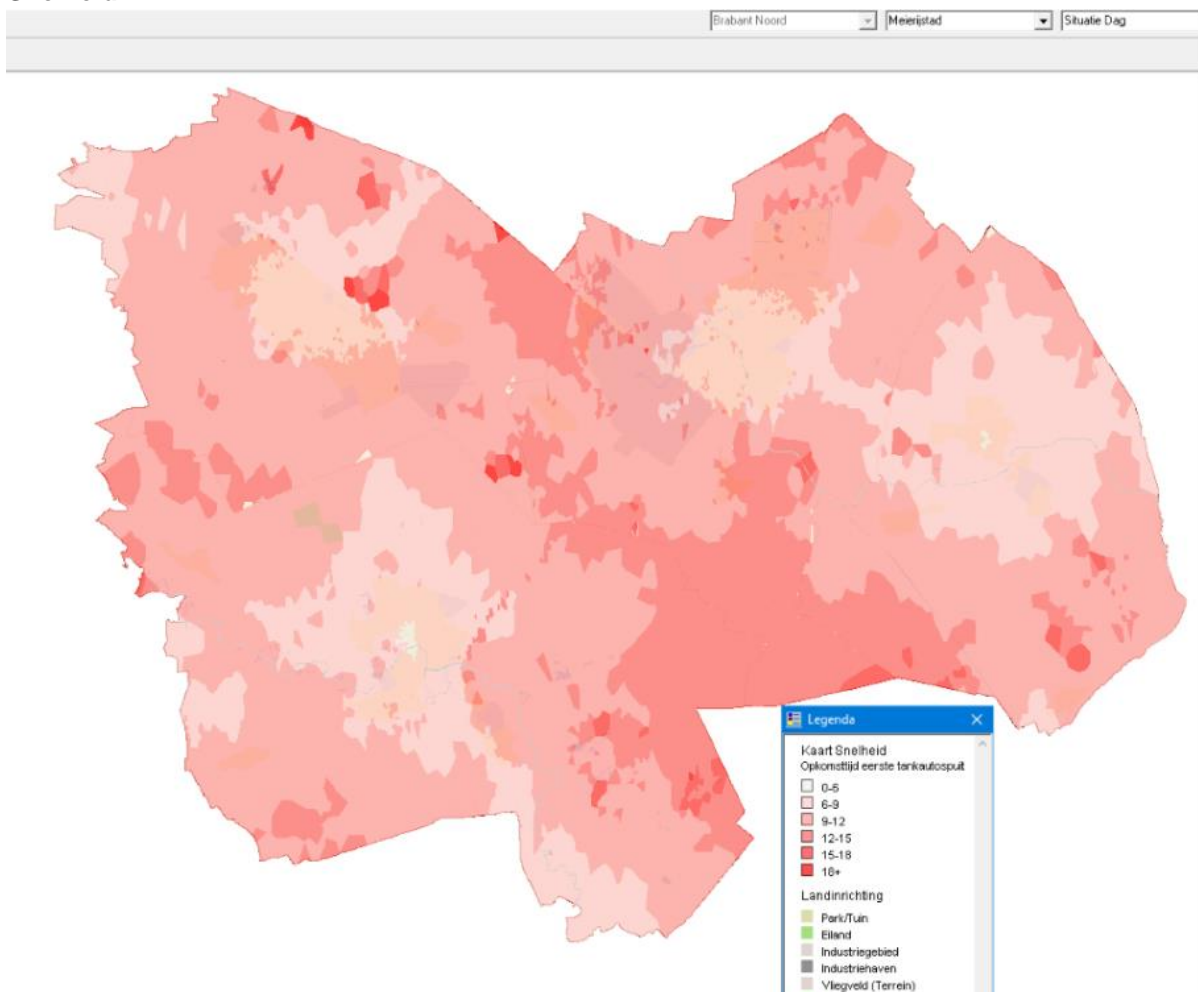 Brabant Noord
Meierijstad
Situatie Dag
Legenda
Kaart Snelheid
Opkomsttijd eerste tankautospuit
0-6
6-9
9-12
12-15
15-18
18+
Landinrichting
Park/Tuin
Eiland
Industriegebied
Industriehaven
Vliegveld (Terrein)